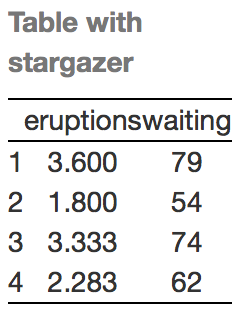 Table with
stargazer
eruptionswaiting
1 3.600 79
2 1.800 54
3 3.333 74
4 2.283 62